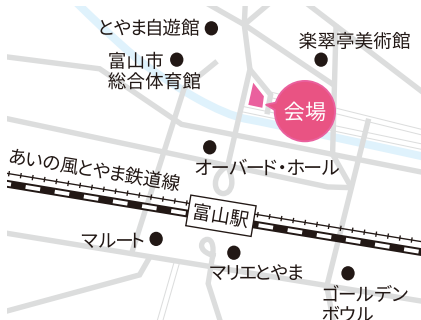 とやま自遊館
楽翠亭美術館
富山市
総合体育館
会場
オーバード・ホール
あいの風とやま鉄道線
富山駅
マルート
マリエとやま
ゴールデン
ボウル